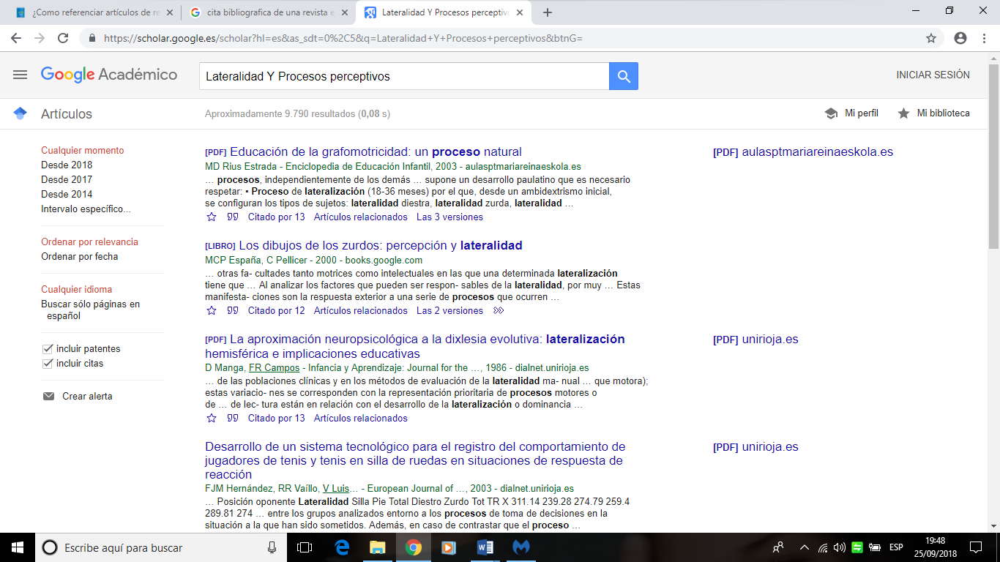 ¿Como referenciar artículos de re
cita bibliografica de una revista e
Lateralidad Y Procesos perceptivo
https://scholar.google.es/scholar?hl=es&as_sdt=0%2C5&q=Lateralidad+Y+Procesos+perceptivos&btnG=
Google Académico
Lateralidad Y Procesos perceptivos
INICIAR SESIÓN
Artículos
Aproximadamente 9.790 resultados (0,08 s)
Mi perfil
Mi biblioteca
Cualquier momento
Desde 2018
Desde 2017
Desde 2014
Intervalo específico...
Ordenar por relevancia
Ordenar por fecha
Cualquier idioma
Buscar sólo páginas en
español
incluir patentes
incluir citas
Crear alerta
[PDF] Educación de la grafomotricidad: un proceso natural
MD Rius Estrada - Enciclopedia de Educación Infantil, 2003 - aulasptmariareinaeskola.es
... procesos, independientemente de los demás ... supone un desarrollo paulatino que es necesario
respetar: • Proceso de lateralización (18-36 meses) por el que, desde un ambidextrismo inicial,
se configuran los tipos de sujetos: lateralidad diestra, lateralidad zurda, lateralidad ...
Citado por 13 Artículos relacionados Las 3 versiones
[PDF] aulasptmariareinaeskola.es
[LIBRO] Los dibujos de los zurdos: percepción y lateralidad
MCP España, C Pellicer - 2000 - books.google.com
... otras fa- cultades tanto motrices como intelectuales en las que una determinada lateralización
tiene que ... Al analizar los factores que pueden ser respon- sables de la lateralidad, por muy ... Estas
manifesta- ciones son la respuesta exterior a una serie de procesos que ocurren ...
Citado por 12 Artículos relacionados Las 2 versiones
[PDF] La aproximación neuropsicológica a la dixlesia evolutiva: lateralización
hemisférica e implicaciones educativas
D Manga, FR Campos - Infancia y Aprendizaje: Journal for the ..., 1986 - dialnet.unirioja.es
... de las poblaciones clínicas y en los métodos de evaluación de la lateralidad ma- nual ... que motora);
estas variacio- nes se corresponden con la representación prioritaria de procesos motores o
de ... de lec- tura están en relación con el desarrollo de la lateralización o dominancia ...
Citado por 13 Artículos relacionados
[PDF] unirioja.es
Desarrollo de un sistema tecnológico para el registro del comportamiento de
jugadores de tenis y tenis en silla de ruedas en situaciones de respuesta de
reacción
FJM Hernández, RR Vaíllo, V Luis... - European Journal of ..., 2003 - dialnet.unirioja.es
... Posición oponente Lateralidad Silla Pie Total Diestro Zurdo Tot TR X 311.14 239.28 274.79 259.4
289.81 274 ... entre los grupos analizados entorno a los procesos de toma de decisiones en la
situación a la que han sido sometidos. Además, en caso de contrastar que el proceso ...
[PDF] unirioja.es
Escribe aquí para buscar
ESP
19:48
25/09/2018